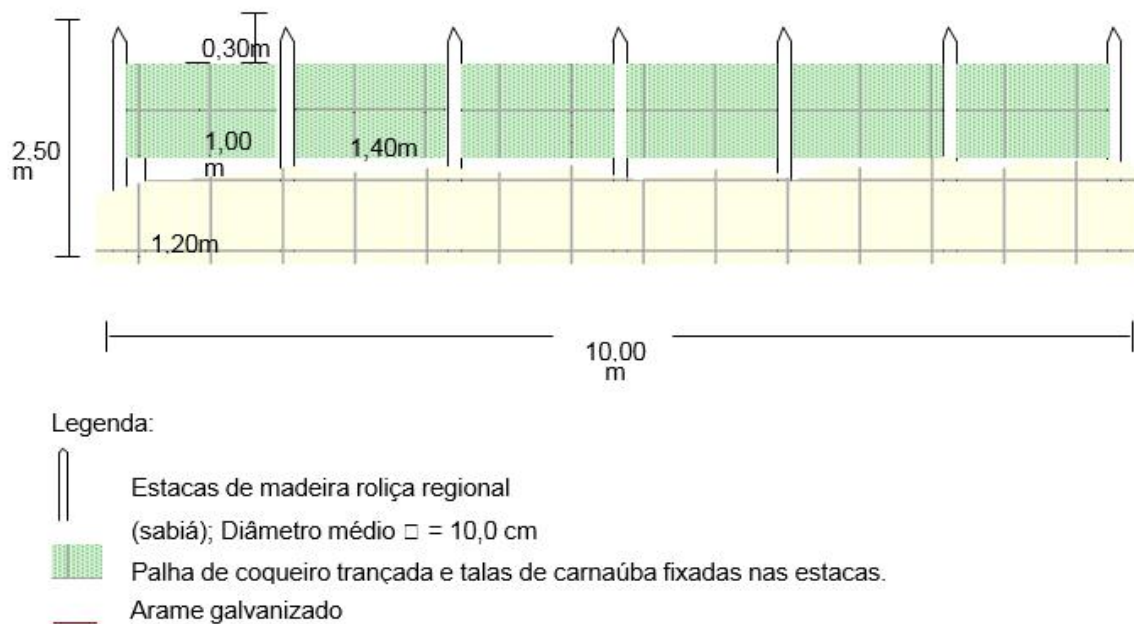 0,30m
2,50
m
1,00
m
1,40m
1,20m
10,00
m
Legenda:
Estacas de madeira roliça regional
(sabiá); Diâmetro médio □ = 10,0 cm
Palha de coqueiro trançada e talas de carnaúba fixadas nas estacas.
Arame galvanizado